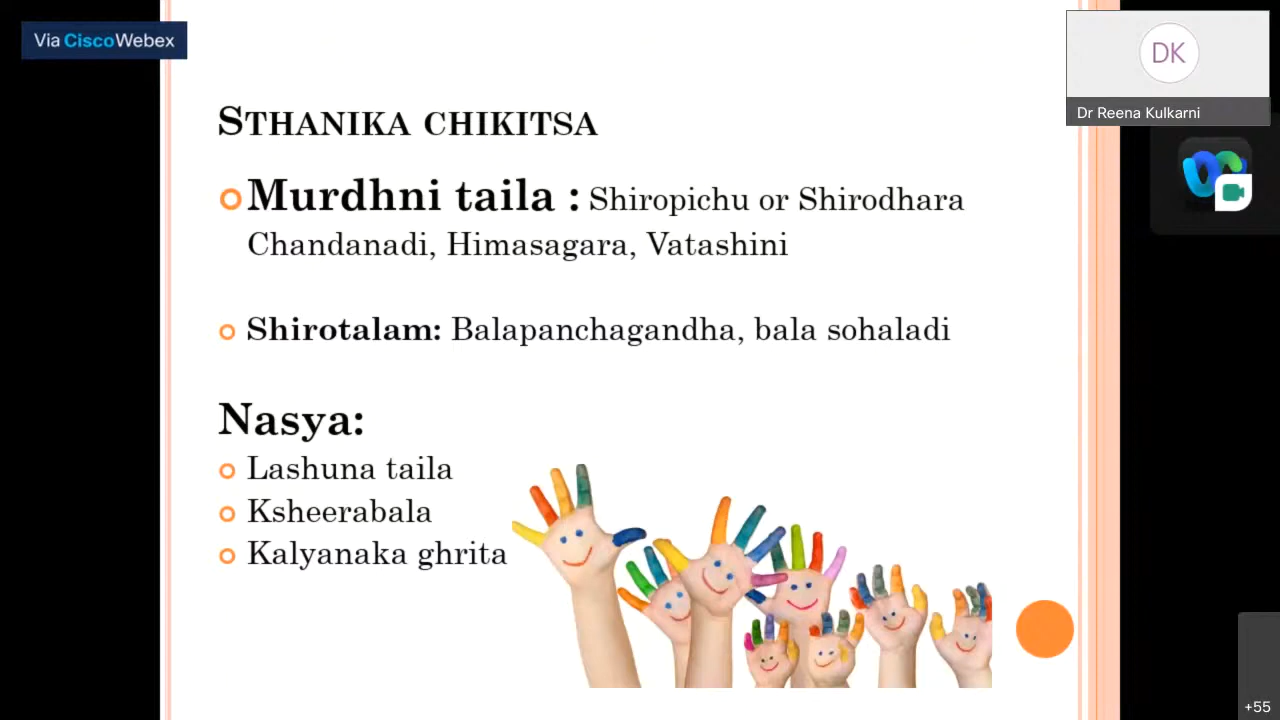 Via CiscoWebex
DK
Dr Reena Kulkarni
STHANIKA CHIKITSA
Murdhni taila : Shiropichu or Shirodhara
Chandanadi, Himasagara, Vatashini
Shirotalam: Balapanchagandha, bala sohaladi
Nasya:
Lashuna taila
Ksheerabala
Kalyanaka ghrita
+55